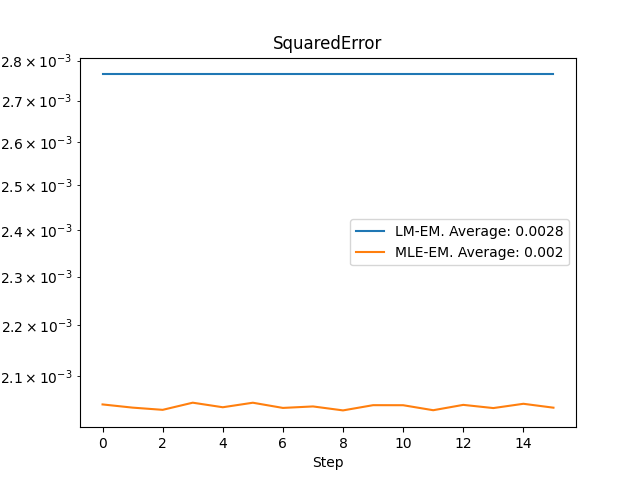 SquaredError
2.8 × 10⁻³
2.7 × 10⁻³
2.6 × 10⁻³
2.5 × 10⁻³
2.4 × 10⁻³
2.3 × 10⁻³
2.2 × 10⁻³
2.1 × 10⁻³
LM-EM. Average: 0.0028
MLE-EM. Average: 0.002
0 2 4 6 8 10 12 14
Step